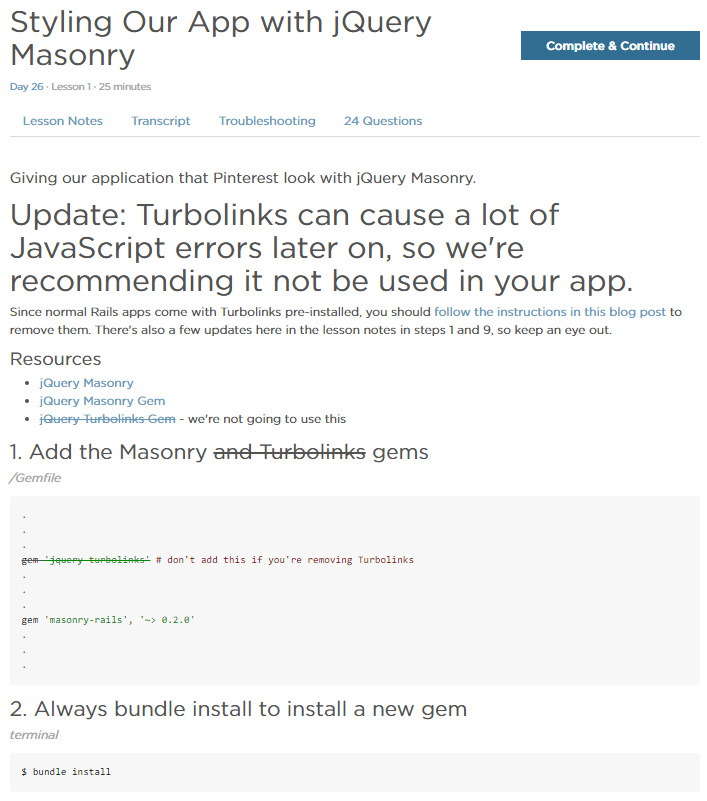 Styling Our App with jQuery
Masonry
Complete & Continue
Day 26 · Lesson 1 · 25 minutes
Lesson Notes Transcript Troubleshooting 24 Questions
Giving our application that Pinterest look with jQuery Masonry.
Update: Turbolinks can cause a lot of
JavaScript errors later on, so we're
recommending it not be used in your app.
Since normal Rails apps come with Turbolinks pre-installed, you should follow the instructions in this blog post to
remove them. There's also a few updates here in the lesson notes in steps 1 and 9, so keep an eye out.
Resources
• jQuery Masonry
• jQuery Masonry Gem
• jQuery Turbolinks Gem - we're not going to use this
1. Add the Masonry and Turbolinks gems
/Gemfile
.
.
.
gem 'jquery-turbolinks' # don't add this if you're removing Turbolinks
.
.
.
gem 'masonry-rails', '~> 0.2.0'
.
.
.
2. Always bundle install to install a new gem
terminal
$ bundle install